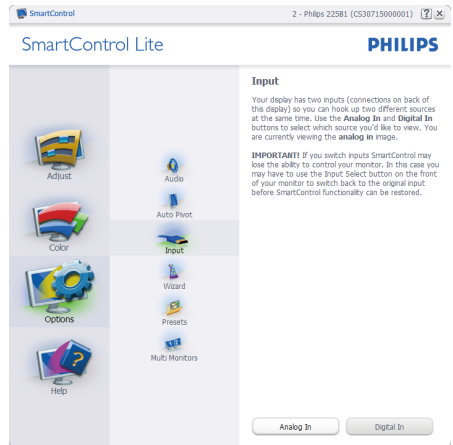 SmartControl
2 - Philips 225B1 (CS30715000001)
? ×
SmartControl Lite
PHILIPS
Adjust
Color
Options
Help
Audio
Auto Pivot
Input
Wizard
Presets
Multi Monitors
Input
Your display has two inputs (connections on back of
this display) so you can hook up two different sources
at the same time. Use the Analog In and Digital In
buttons to select which source you'd like to view. You
are currently viewing the analog in image.
IMPORTANT! If you switch inputs SmartControl may
lose the ability to control your monitor. In this case you
may have to use the Input Select button on the front
of your monitor to switch back to the original input
before SmartControl functionality can be restored.
Analog In
Digital In